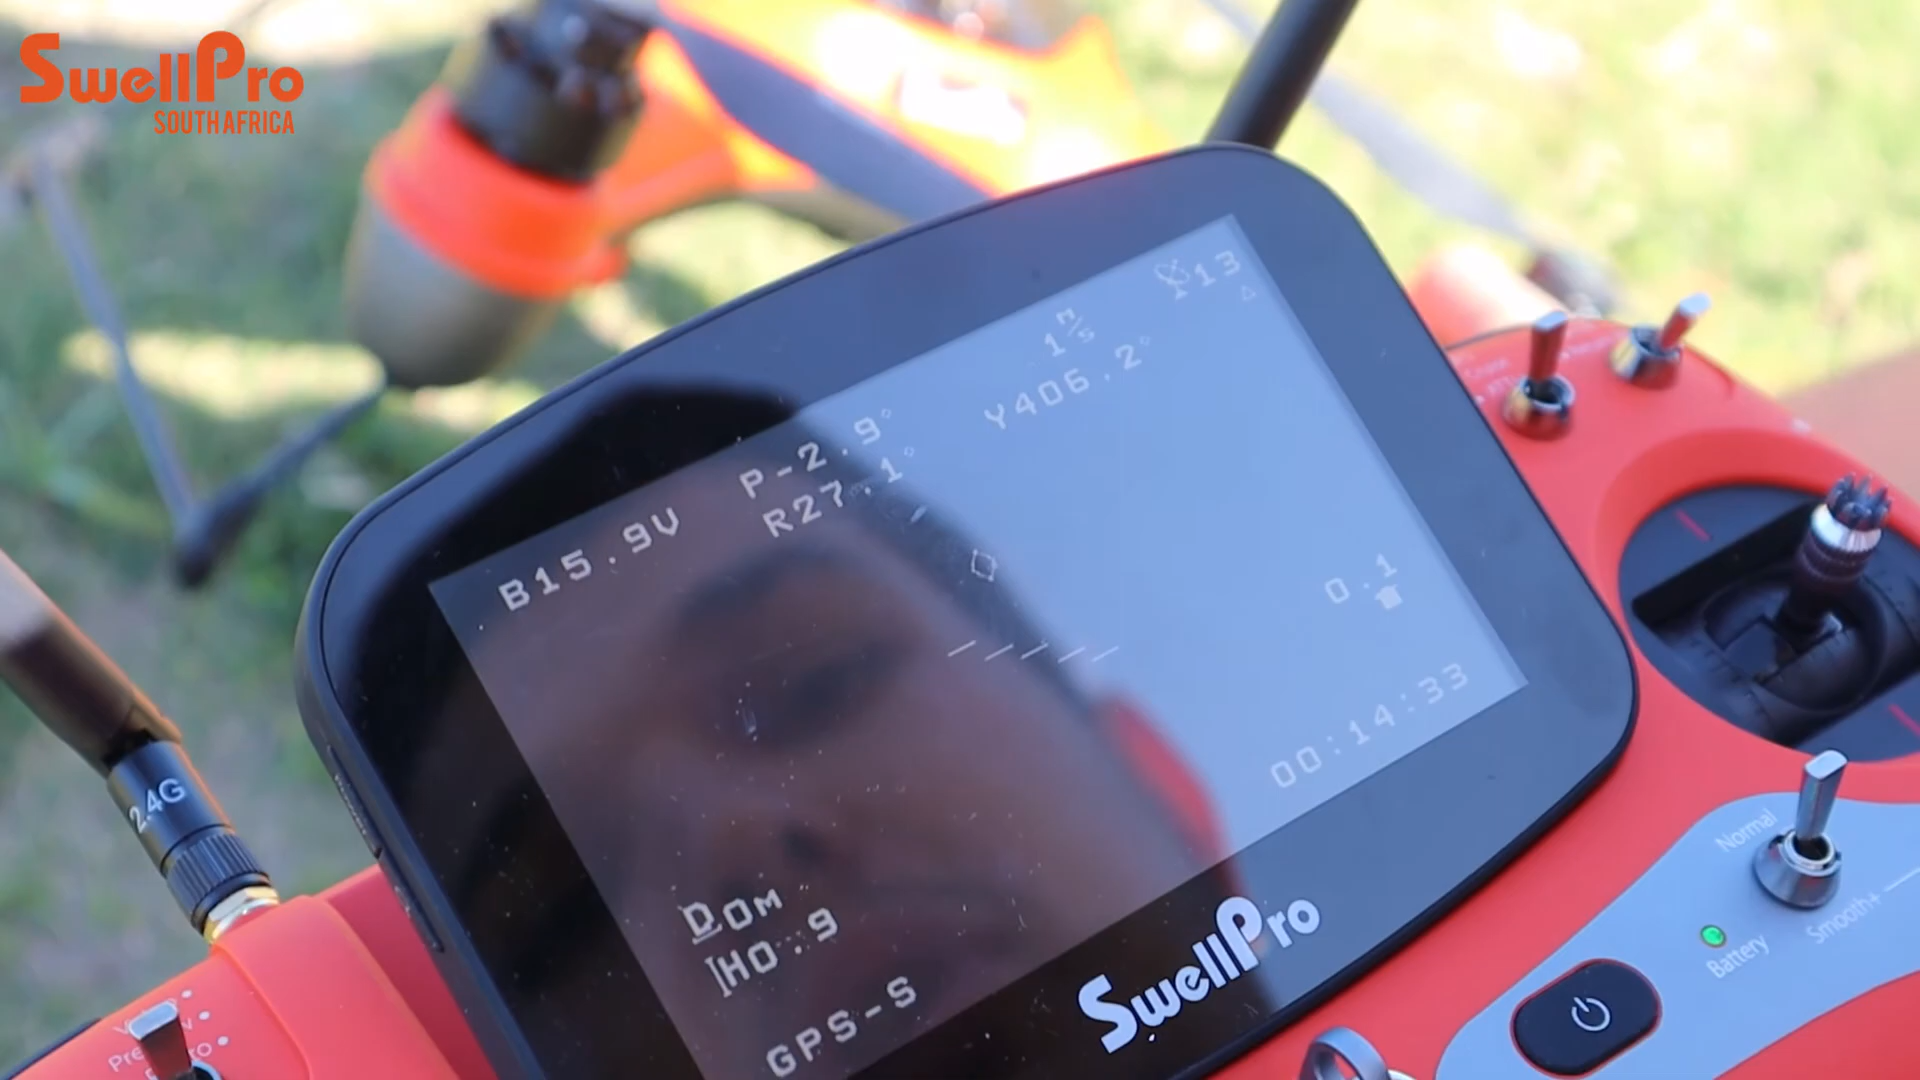 SwellPro
SOUTH AFRICA
13
1 m/s
P-2.9°
Y406.2°
R27.1°
B15.9V
0.1
00:14:33
D0m
H0.9
GPS-S
SwellPro
2.4G
Normal
Smooth+
Battery